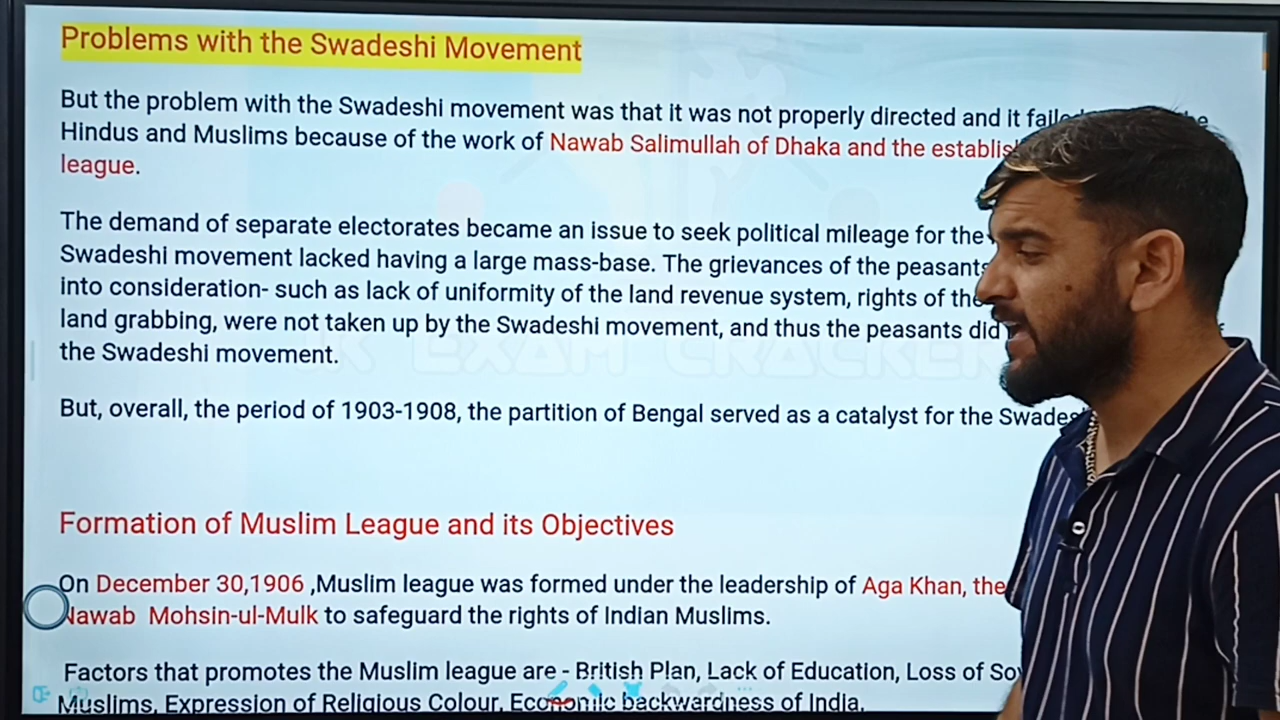 Problems with the Swadeshi Movement
But the problem with the Swadeshi movement was that it was not properly directed and it
Hindus and Muslims because of the work of Nawab Salimullah of Dhaka and the
league.
The demand of separate electorates became an issue to seek political mileage for the
Swadeshi movement lacked having a large mass-base. The grievances of the peasants
into consideration- such as lack of uniformity of the land revenue system, rights of the
land grabbing, were not taken up by the Swadeshi movement, and thus the peasants did
the Swadeshi movement.
EXAM CRACKER
But, overall, the period of 1903-1908, the partition of Bengal served as a catalyst for the
Formation of Muslim League and its Objectives
On December 30,1906 ,Muslim league was formed under the leadership of Aga Khan, the
Nawab Mohsin-ul-Mulk to safeguard the rights of Indian Muslims.
Factors that promotes the Muslim league are - British Plan, Lack of Education, Loss of
Muslims, Expression of Religious Colour, Economic backwardness of India.